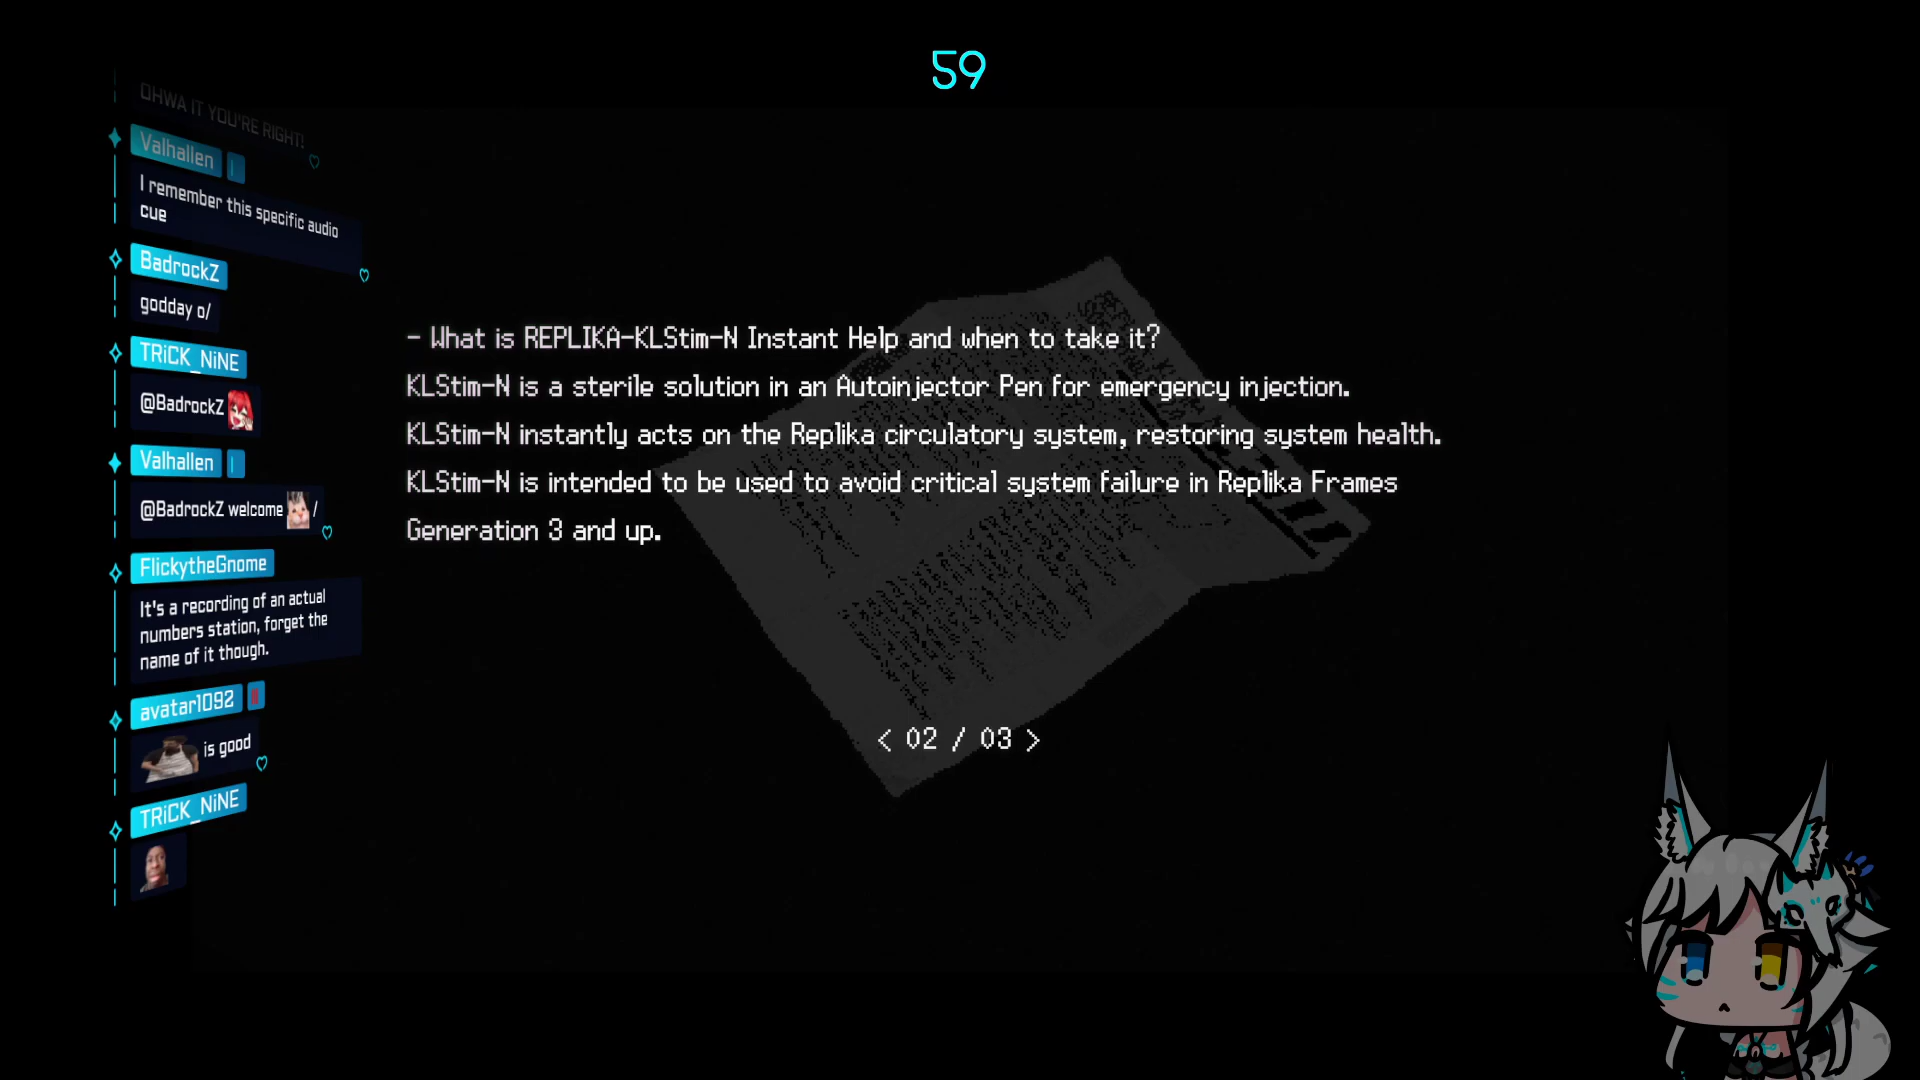 59
OHWA IT YOU'RE RIGHT!
Valhallen
I remember this specific audio
cue
BadrockZ
godday o/
TRiCK_NiNE
@BadrockZ
Valhallen
@BadrockZ welcome /
FlickytheGnome
It's a recording of an actual
numbers station, forget the
name of it though.
avatar1092
is good
TRiCK_NiNE
- What is REPLIKA-KLStim-N Instant Help and when to take it?
KLStim-N is a sterile solution in an Autoinjector Pen for emergency injection.
KLStim-N instantly acts on the Replika circulatory system, restoring system health.
KLStim-N is intended to be used to avoid critical system failure in Replika Frames
Generation 3 and up.
< 02 / 03 >